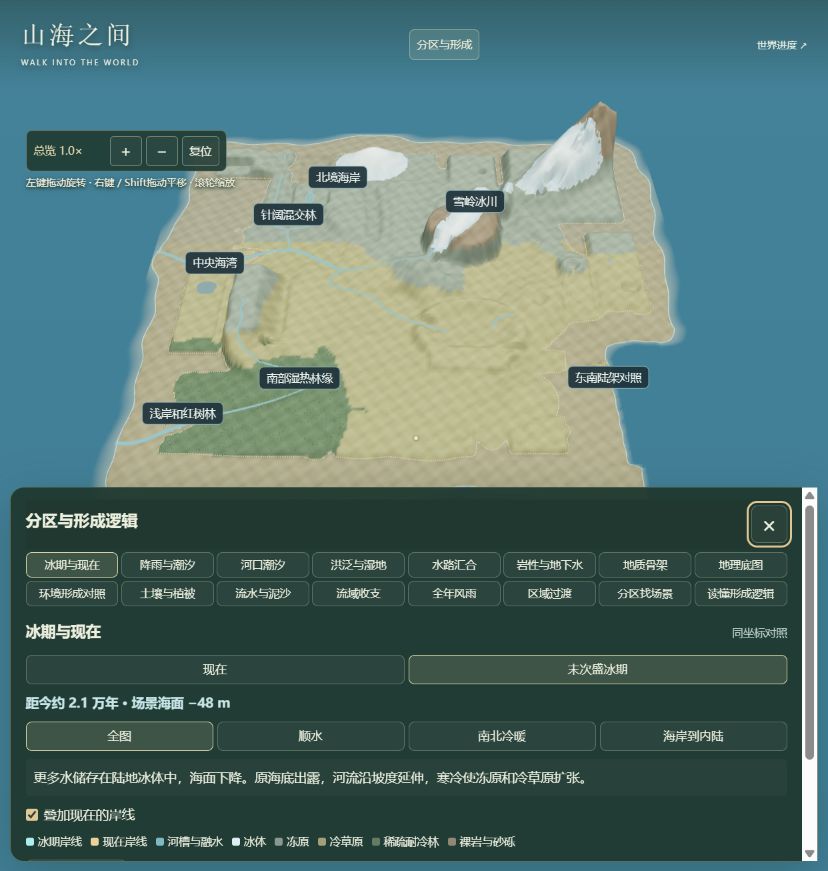 山海之间
WALK INTO THE WORLD
分区与形成
世界进度 ↗
总览 1.0× + − 复位
左键拖动旋转 · 右键 / Shift拖动平移 · 滚轮缩放
北境海岸
雪岭冰川
针阔混交林
中央海湾
南部湿热林缘
东南陆架对照
浅岸和红树林
分区与形成逻辑
×
冰期与现在 降雨与潮汐 河口潮汐 洪泛与湿地 水路汇合 岩性与地下水 地质骨架 地理底图
环境形成对照 土壤与植被 流水与泥沙 流域收支 全年风雨 区域过渡 分区找场景 读懂形成逻辑
冰期与现在 同坐标对照
现在 末次盛冰期
距今约 2.1 万年 · 场景海面 −48 m
全图 顺水 南北冷暖 海岸到内陆
更多水储存在陆地冰体中，海面下降。原海底出露，河流沿坡度延伸，寒冷使冻原和冷草原扩张。
叠加现在的岸线
冰期岸线 现在岸线 河槽与融水 冰体 冻原 冷草原 稀疏耐冷林 裸岩与砂砾